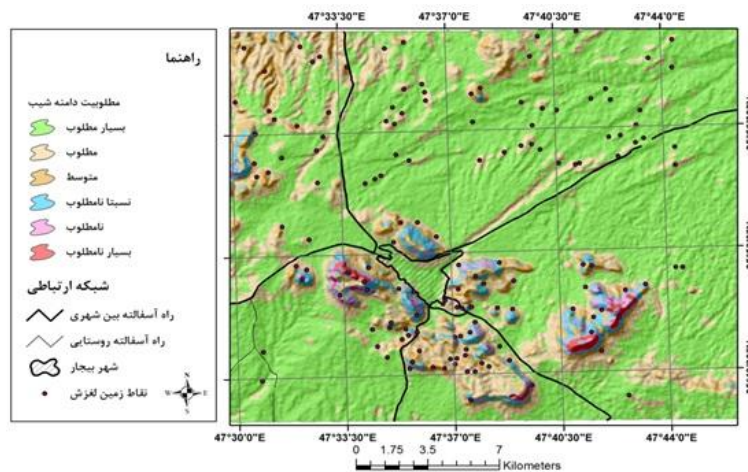 47°33'30"E 47°37'0"E 47°40'30"E 47°44'0"E
راهنما
مطلوبیت دامنه شیب
بسیار مطلوب
مطلوب
متوسط
نسبتا نامطلوب
نامطلوب
بسیار نامطلوب
شبکه ارتباطی
راه آسفالته بین شهری
راه آسفالته روستایی
شهر بیجار
نقاط زمین لغزش
47°30'0"E 47°33'30"E 47°37'0"E 47°40'30"E 47°44'0"E
0 1.75 3.5 7
Kilometers